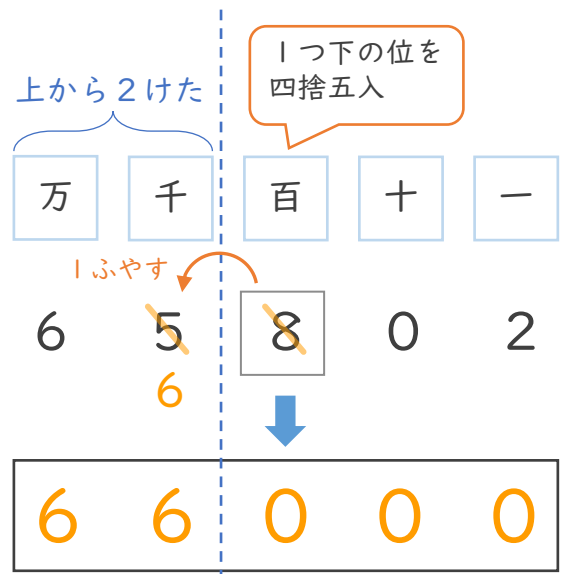 1つ下の位を
四捨五入
上から2けた
万 千 百 十 一
1ふやす
6 5 8 0 2
6
6 6 0 0 0